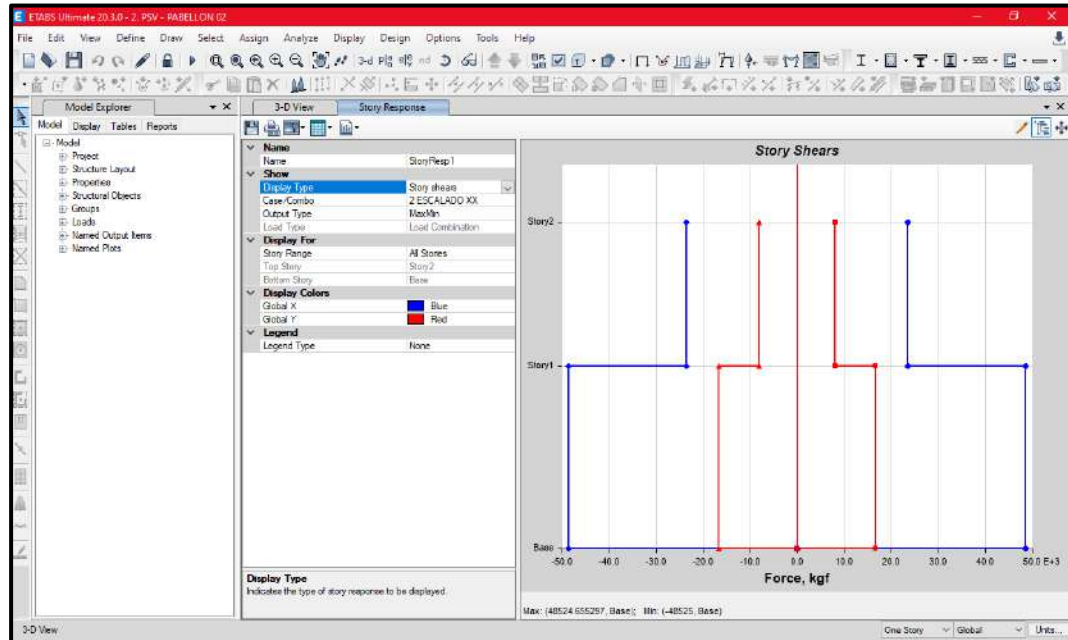 ETABS Ultimate 20.3.0 - 2. PSV - PABELLON 02
File Edit View Define Draw Select Assign Analyze Display Design Options Tools Help
3-d
nd
Model Explorer
3-D View Story Response
Model Display Tables Reports
Model
Project
Structure Layout
Properties
Structural Objects
Groups
Loads
Named Output Items
Named Plots
Name
Name StoryResp1
Show
Display Type Story shears
Case/Combo 2 ESCALADO XX
Output Type MaxMin
Load Type Load Combination
Display For
Story Range All Stories
Top Story Story2
Bottom Story Base
Display Colors
Global X Blue
Global Y Red
Legend
Legend Type None
Display Type
Indicates the type of story response to be displayed.
Story Shears
Story2
Story1
Base
-50.0 -40.0 -30.0 -20.0 -10.0 0.0 10.0 20.0 30.0 40.0 50.0 E+3
Force, kgf
Max: (48524.655297, Base); Min: (-48525, Base)
3-D View
One Story Global Units...